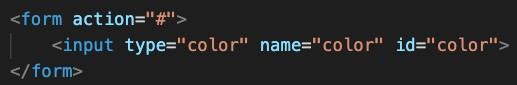 <form action="#">
    <input type="color" name="color" id="color">
</form>